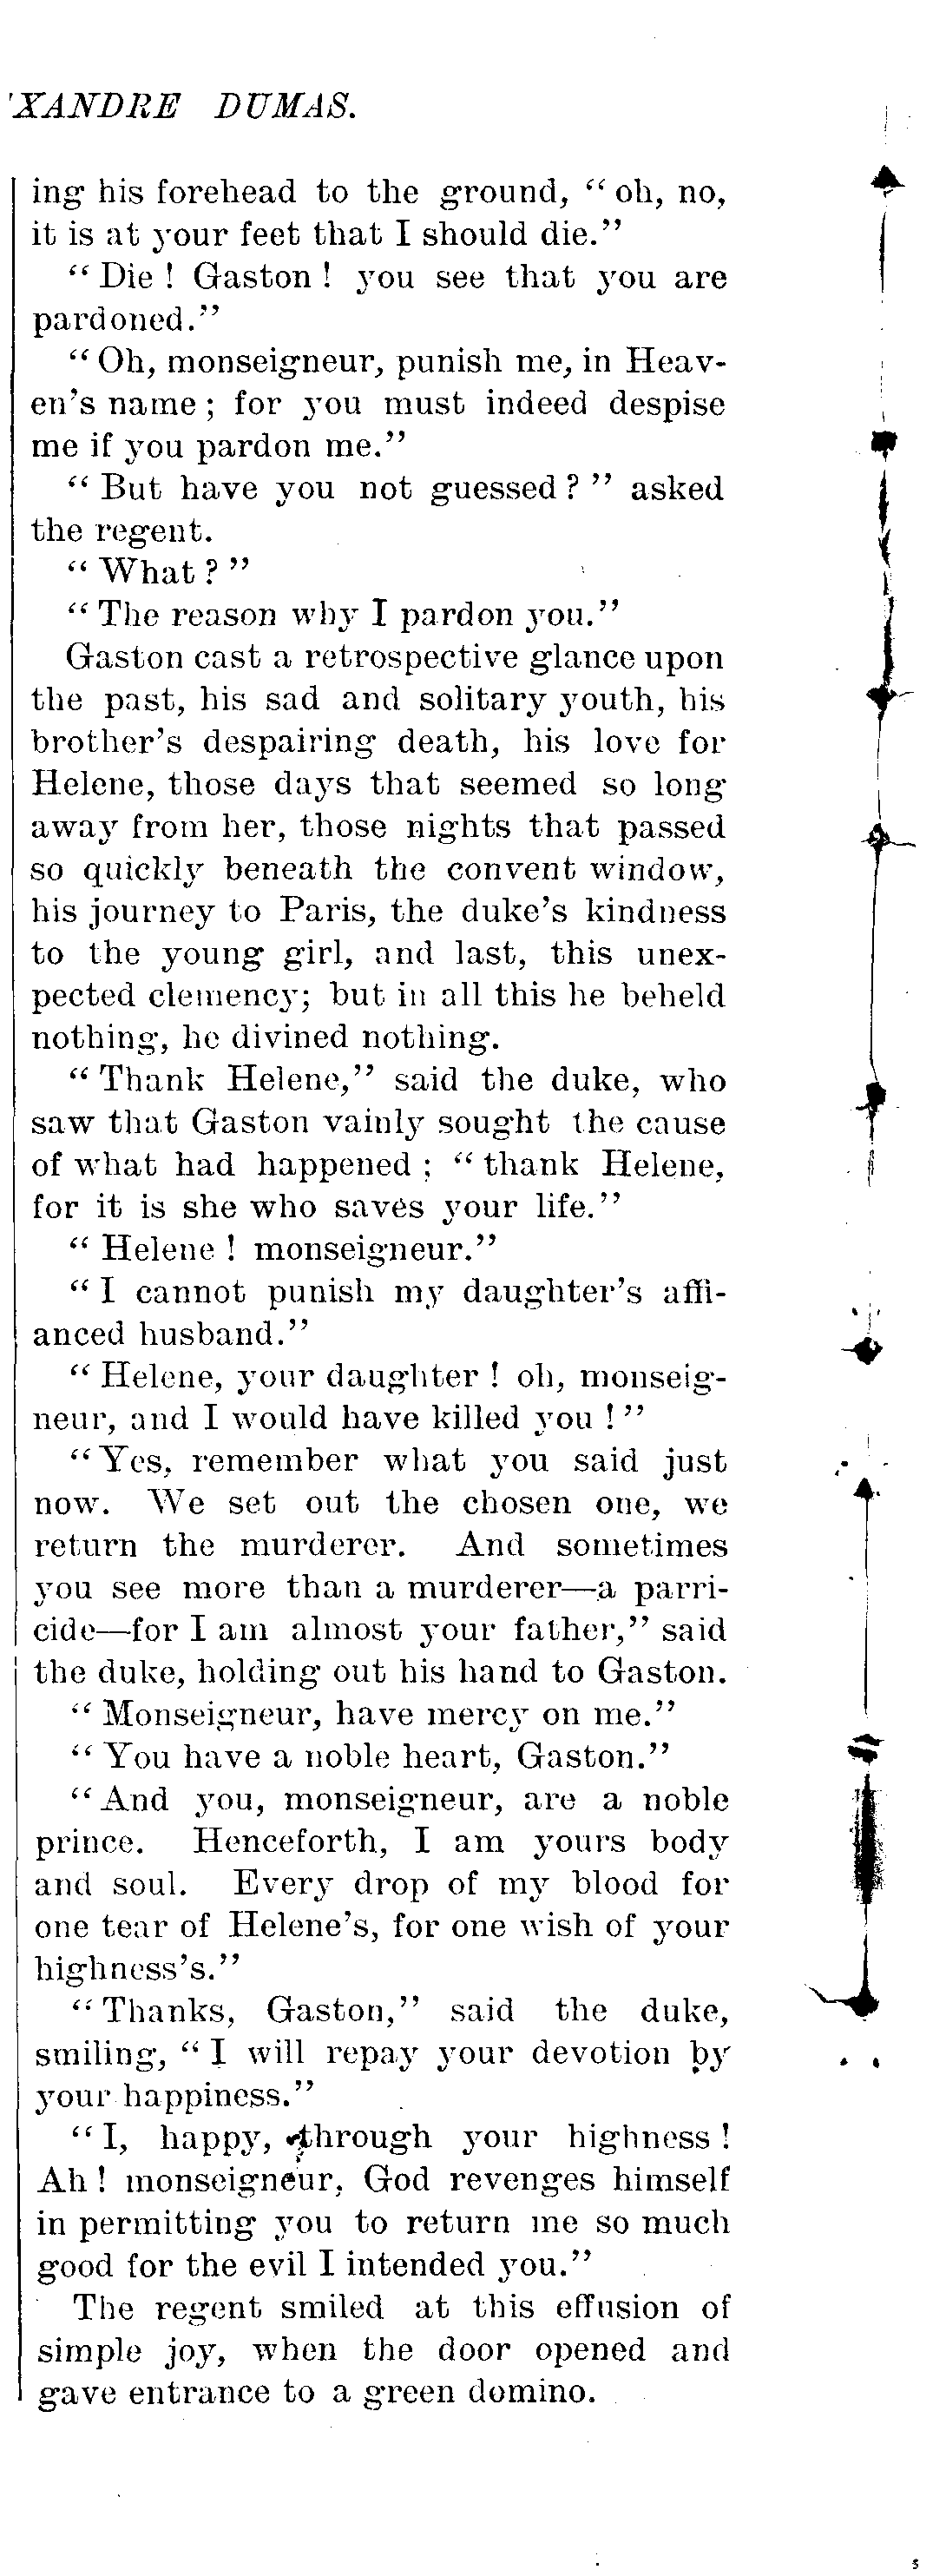 'XANDRE DUMAS.
ing his forehead to the ground, “ oh, no,
it is at your feet that I should die.”
“ Die ! Gaston ! you see that you are
pardoned.”
“ Oh, monseigneur, punish me, in Heav-
en's name ; for you must indeed despise
me if you pardon me.”
“ But have you not guessed ? ” asked
the regent.
“ What ? ”
“ The reason why I pardon you.”
Gaston cast a retrospective glance upon
the past, his sad and solitary youth, his
brother's despairing death, his love for
Helene, those days that seemed so long
away from her, those nights that passed
so quickly beneath the convent window,
his journey to Paris, the duke's kindness
to the young girl, and last, this unex-
pected clemency; but in all this he beheld
nothing, he divined nothing.
“ Thank Helene,” said the duke, who
saw that Gaston vainly sought the cause
of what had happened ; “ thank Helene,
for it is she who saves your life.”
“ Helene ! monseigneur.”
“ I cannot punish my daughter's affi-
anced husband.”
“ Helene, your daughter ! oh, monseig-
neur, and I would have killed you ! ”
“ Yes, remember what you said just
now. We set out the chosen one, we
return the murderer. And sometimes
you see more than a murderer—a parri-
cide—for I am almost your father,” said
the duke, holding out his hand to Gaston.
“ Monseigneur, have mercy on me.”
“ You have a noble heart, Gaston.”
“ And you, monseigneur, are a noble
prince. Henceforth, I am yours body
and soul. Every drop of my blood for
one tear of Helene's, for one wish of your
highness's.”
“ Thanks, Gaston,” said the duke,
smiling, “ I will repay your devotion by
your happiness.”
“ I, happy, through your highness !
Ah ! monseigneur, God revenges himself
in permitting you to return me so much
good for the evil I intended you.”
The regent smiled at this effusion of
simple joy, when the door opened and
gave entrance to a green domino.